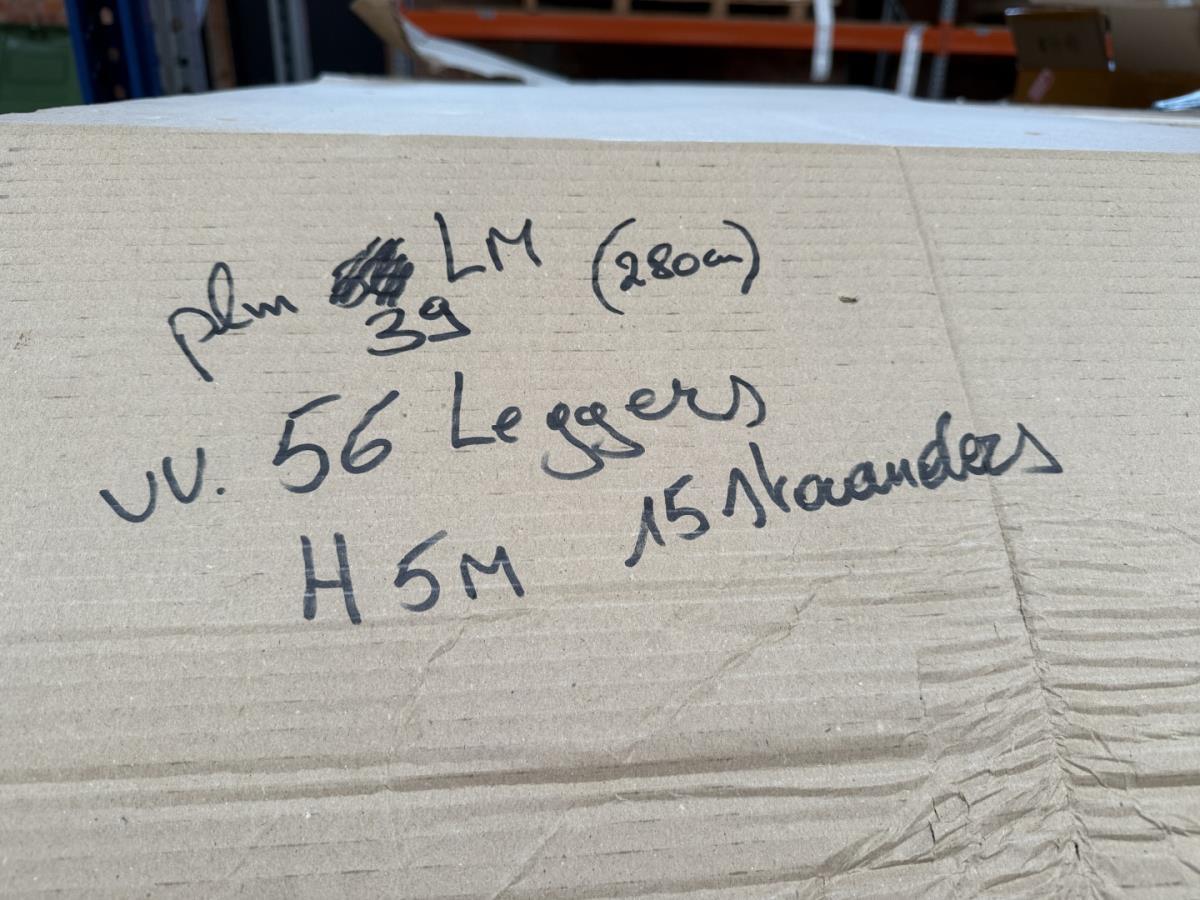 plm LM (280cm)
39
VV. 56 Leggers
15 staanders
H 5M